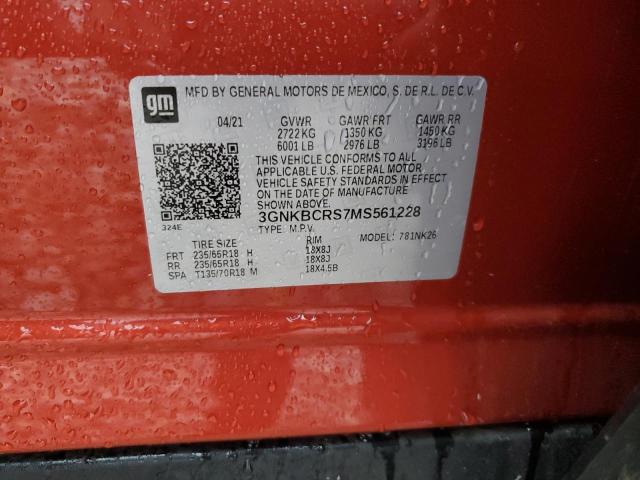 MFD BY GENERAL MOTORS DE MEXICO, S. DE R.L. DE C.V.
gm
04/21 GVWR GAWR FRT GAWR RR
2722 KG 1350 KG 1450 KG
6001 LB 2976 LB 3196 LB
THIS VEHICLE CONFORMS TO ALL
APPLICABLE U.S. FEDERAL MOTOR
VEHICLE SAFETY STANDARDS IN EFFECT
ON THE DATE OF MANUFACTURE
SHOWN ABOVE.
3GNKBCRS7MS561228
324E
TYPE: M.P.V. MODEL: 781NK26
TIRE SIZE RIM
FRT 235/65R18 H 18X8J
RR 235/65R18 H 18X8J
SPA T135/70R18 M 18X4.5B